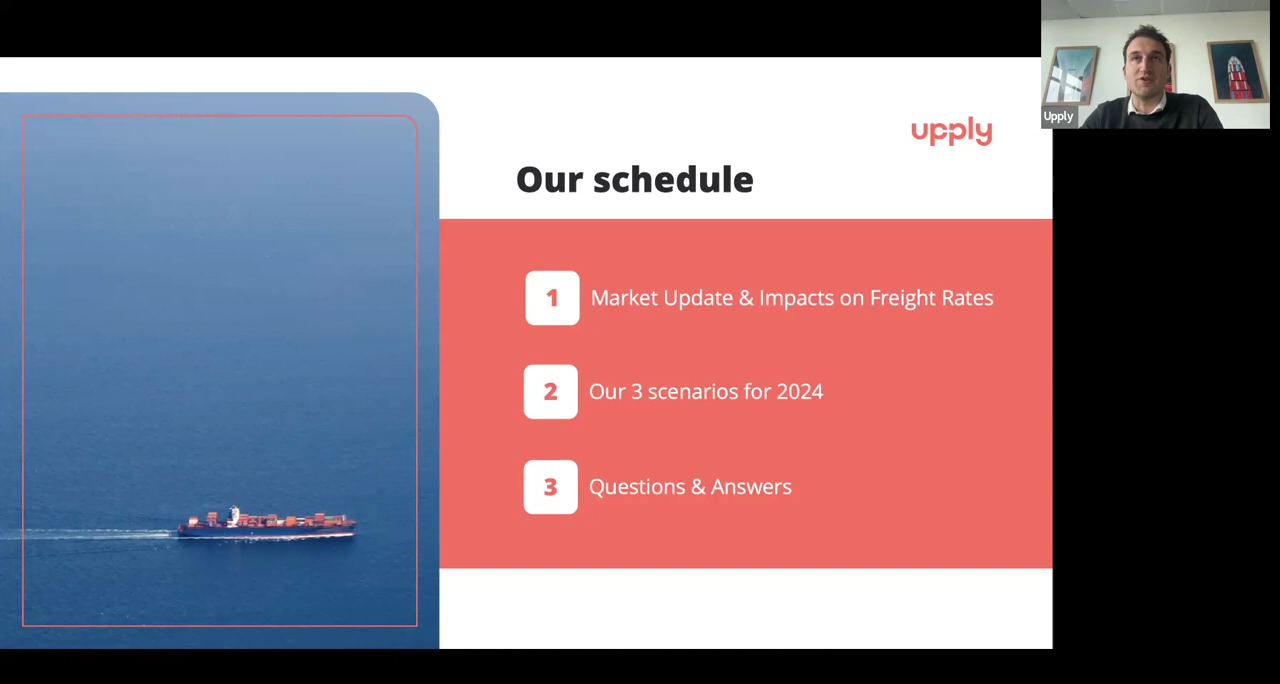 Upply
upply
Our schedule
1 Market Update & Impacts on Freight Rates
2 Our 3 scenarios for 2024
3 Questions & Answers